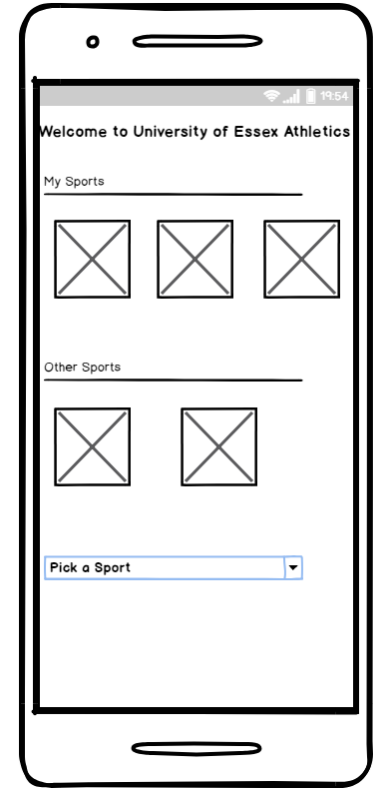 19:54
Welcome to University of Essex Athletics
My Sports
Other Sports
Pick a Sport